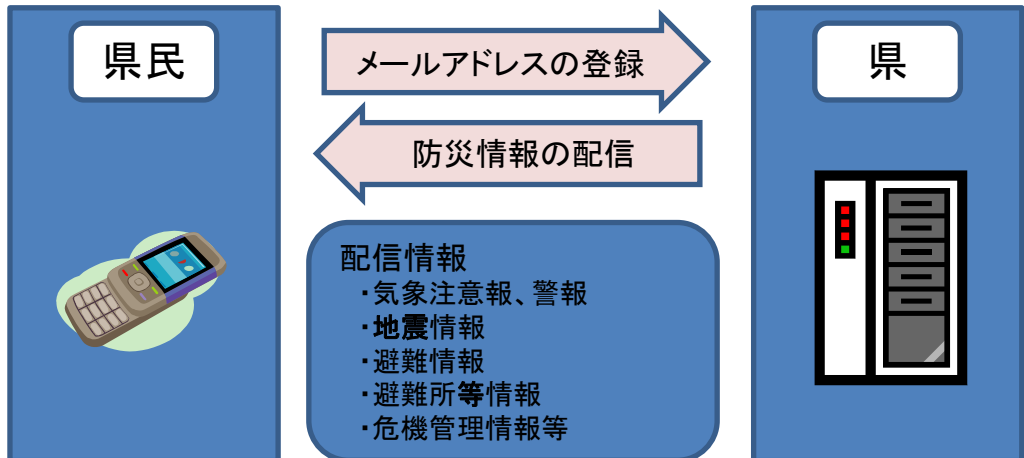 県民
メールアドレスの登録
県
防災情報の配信
配信情報
・気象注意報、警報
・地震情報
・避難情報
・避難所等情報
・危機管理情報等